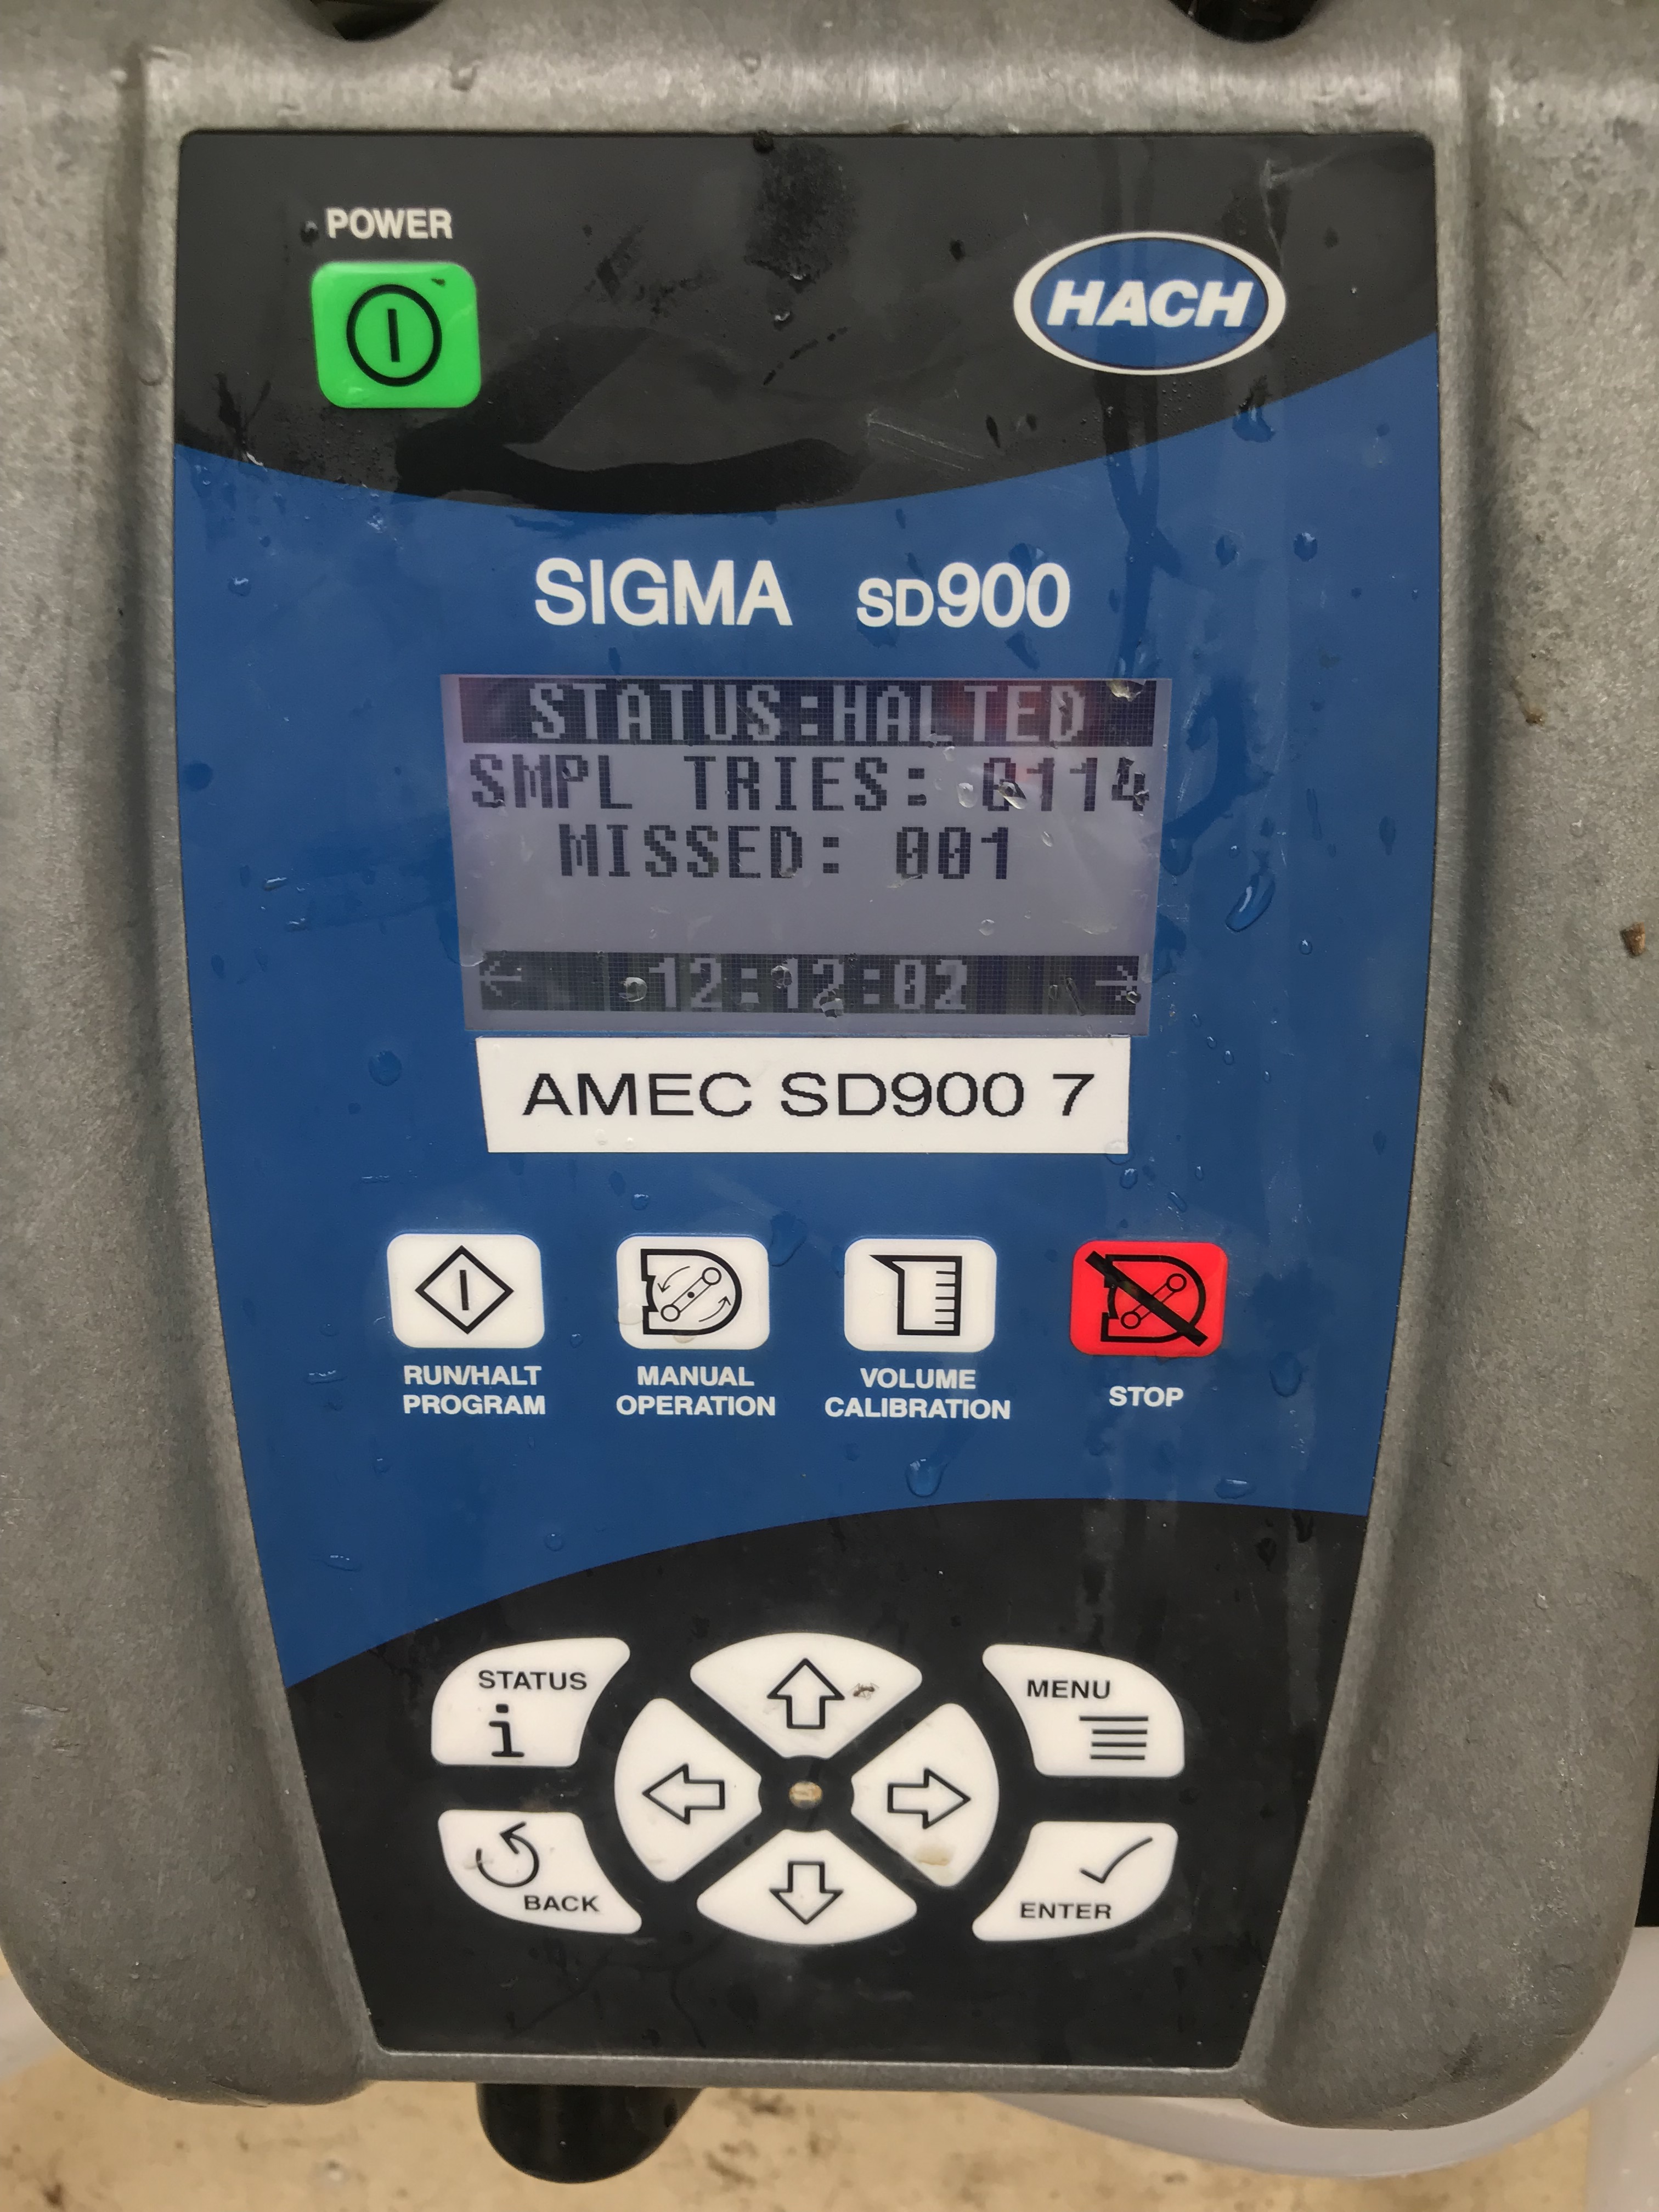 POWER
HACH
SIGMA SD900
STATUS:HALTED
SMPL TRIES: 0114
MISSED: 001
← 12:12:02 →
AMEC SD900 7
RUN/HALT
PROGRAM
MANUAL
OPERATION
VOLUME
CALIBRATION
STOP
STATUS
i
MENU
BACK
ENTER